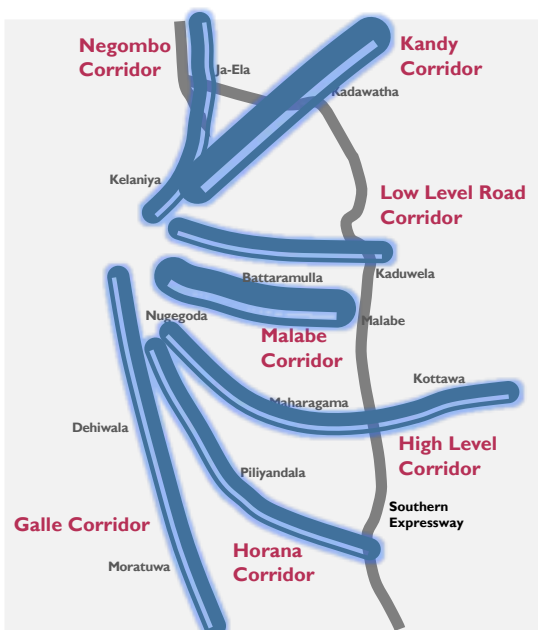 Negombo
Corridor
Kandy
Corridor
Ja-Ela
Kadawatha
Kelaniya
Low Level Road
Corridor
Battaramulla
Kaduwela
Nugegoda
Malabe
Malabe
Corridor
Kottawa
Maharagama
Dehiwala
High Level
Corridor
Piliyandala
Southern
Expressway
Galle Corridor
Horana
Corridor
Moratuwa